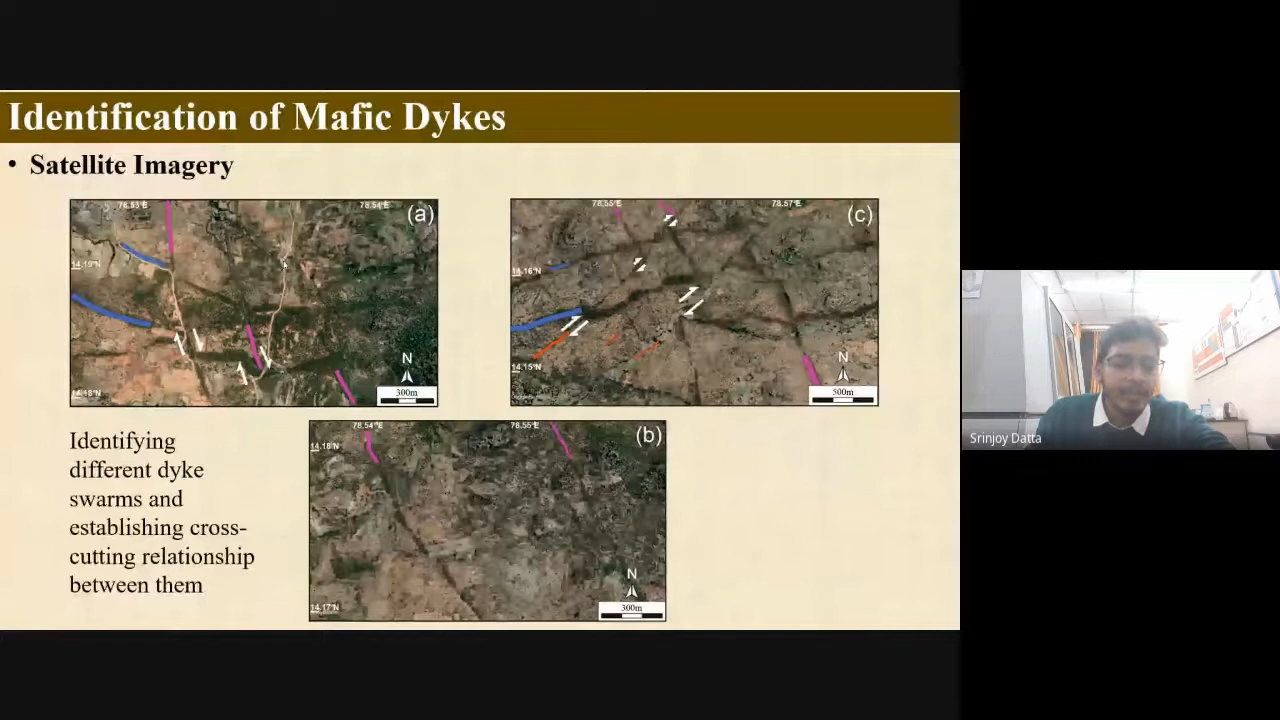 Identification of Mafic Dykes
• Satellite Imagery
78.53°E
78.54°E
(a)
14.19°N
14.18°N
N
300m
78.55°E
78.57°E
(c)
14.16°N
14.15°N
N
500m
Identifying
different dyke
swarms and
establishing cross-
cutting relationship
between them
78.54°E
78.55°E
(b)
14.18°N
14.17°N
N
300m
Srinjoy Datta